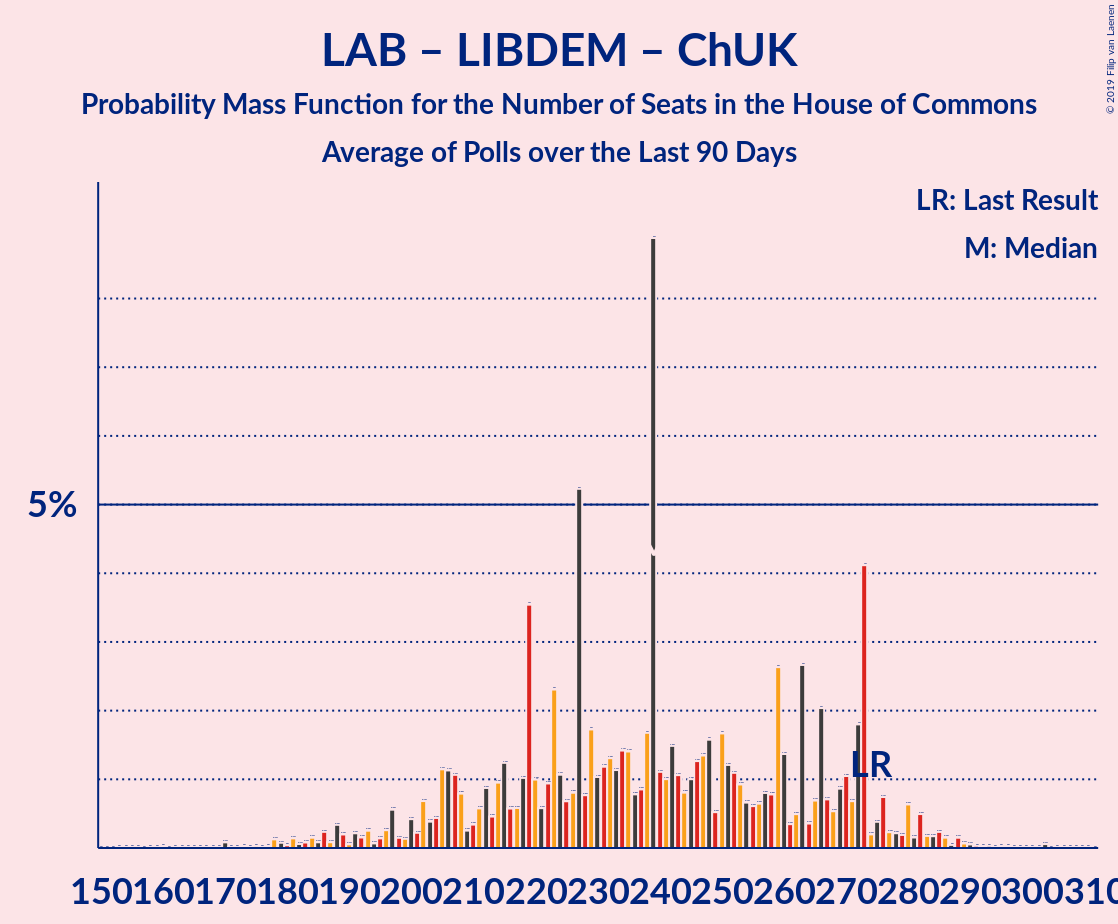 LAB – LIBDEM – ChUK
Probability Mass Function for the Number of Seats in the House of Commons
Average of Polls over the Last 90 Days
© 2019 Filip van Laenen
LR: Last Result
M: Median
5%
LR
150 160 170 180 190 200 210 220 230 240 250 260 270 280 290 300 310